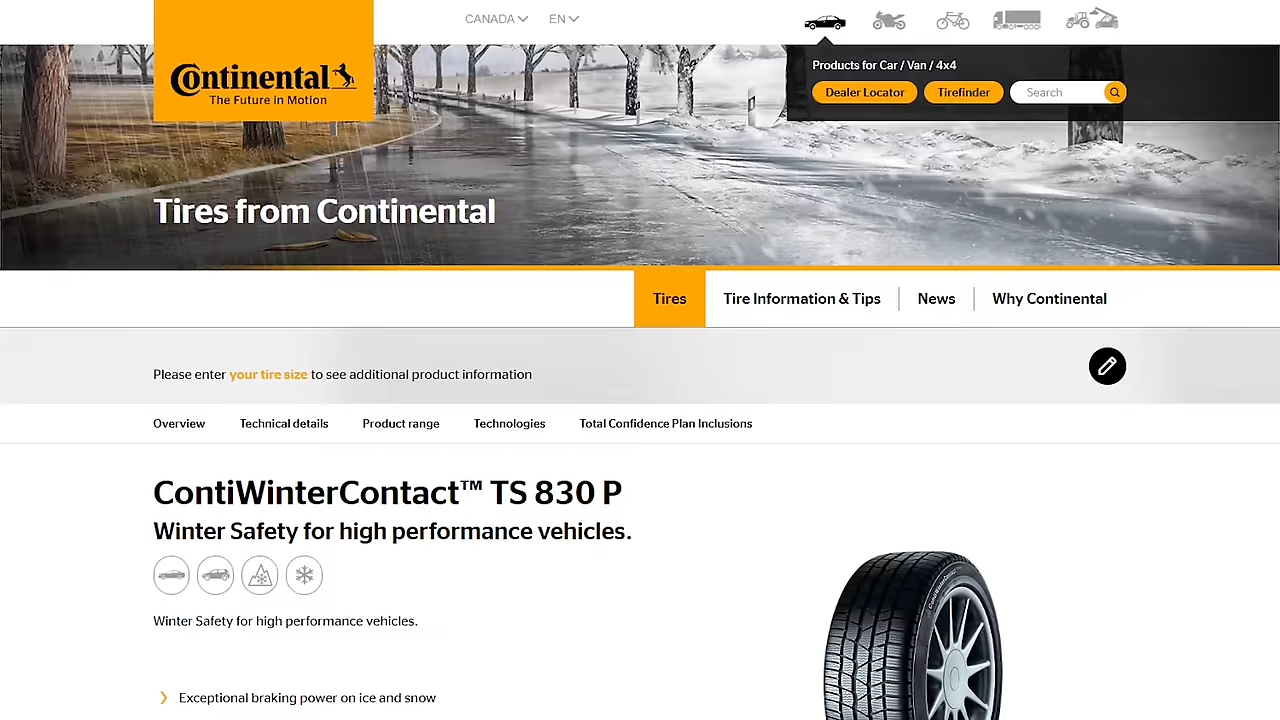 CANADA EN
Continental
The Future in Motion
Products for Car / Van / 4x4
Dealer Locator Tirefinder Search
Tires from Continental
Tires Tire Information & Tips News Why Continental
Please enter your tire size to see additional product information
Overview Technical details Product range Technologies Total Confidence Plan Inclusions
ContiWinterContact™ TS 830 P
Winter Safety for high performance vehicles.
Winter Safety for high performance vehicles.
Exceptional braking power on ice and snow
ContiWinterContact